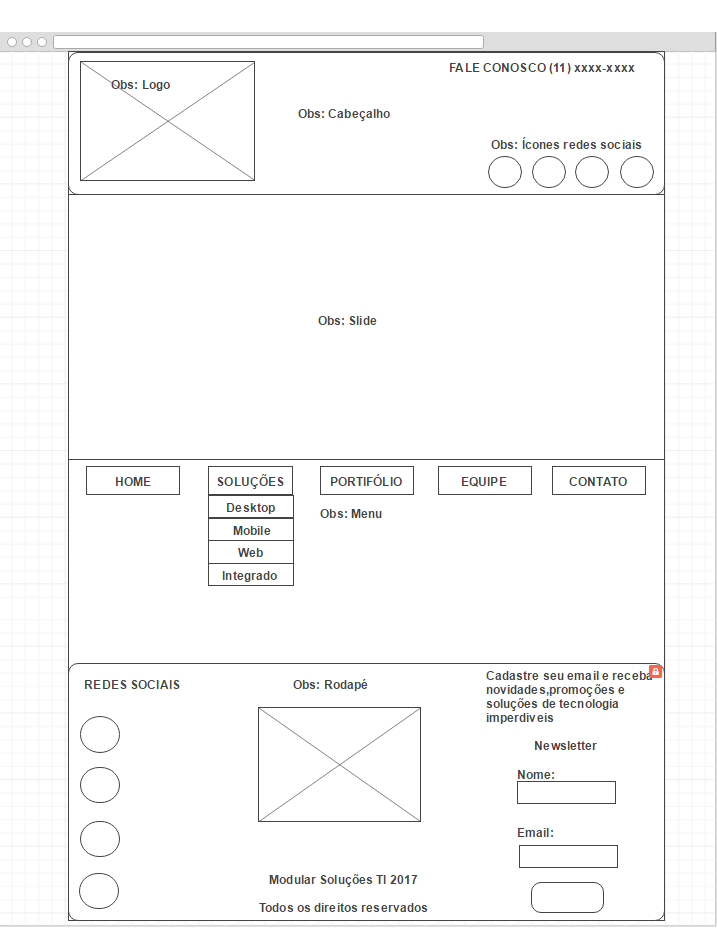 FALE CONOSCO (11) xxxx-xxxx
Obs: Logo
Obs: Cabeçalho
Obs: Ícones redes sociais
Obs: Slide
HOME
SOLUÇÕES
PORTIFÓLIO
EQUIPE
CONTATO
Desktop
Mobile
Web
Integrado
Obs: Menu
REDES SOCIAIS
Obs: Rodapé
Cadastre seu email e receba
novidades,promoções e
soluções de tecnologia
imperdiveis
Newsletter
Nome:
Email:
Modular Soluções TI 2017
Todos os direitos reservados